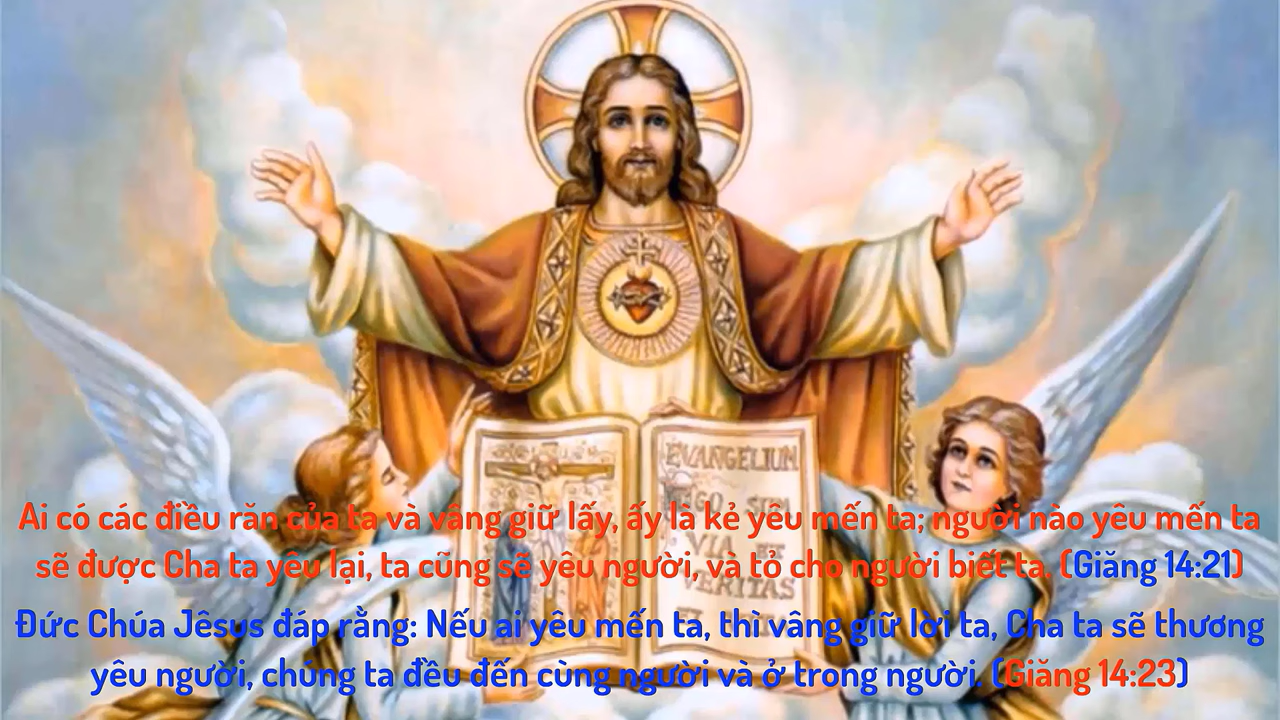 EVANGELIUM
EGO SUM
VIA ET
VERITAS
Ai có các điều răn của ta và vâng giữ lấy, ấy là kẻ yêu mến ta; người nào yêu mến ta
sẽ được Cha ta yêu lại, ta cũng sẽ yêu người, và tỏ cho người biết ta. (Giăng 14:21)
Đức Chúa Jêsus đáp rằng: Nếu ai yêu mến ta, thì vâng giữ lời ta, Cha ta sẽ thương
yêu người, chúng ta đều đến cùng người và ở trong người. (Giăng 14:23)